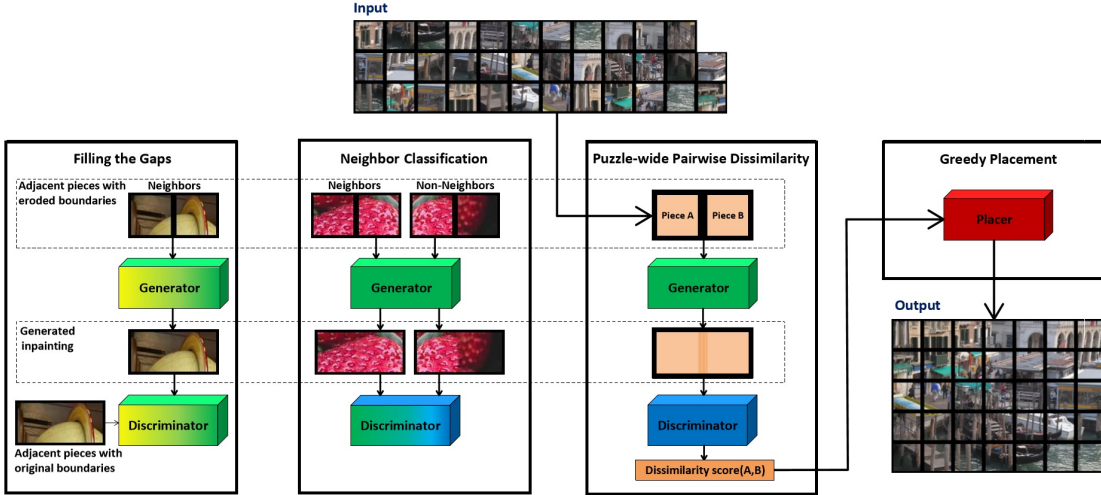 Input
Filling the Gaps
Neighbor Classification
Puzzle-wide Pairwise Dissimilarity
Greedy Placement
Adjacent pieces with
eroded boundaries
Neighbors
Neighbors
Non-Neighbors
Piece A
Piece B
Placer
Generator
Generator
Generator
Output
Generated
inpainting
Discriminator
Discriminator
Discriminator
Adjacent pieces with
original boundaries
Dissimilarity score(A,B)